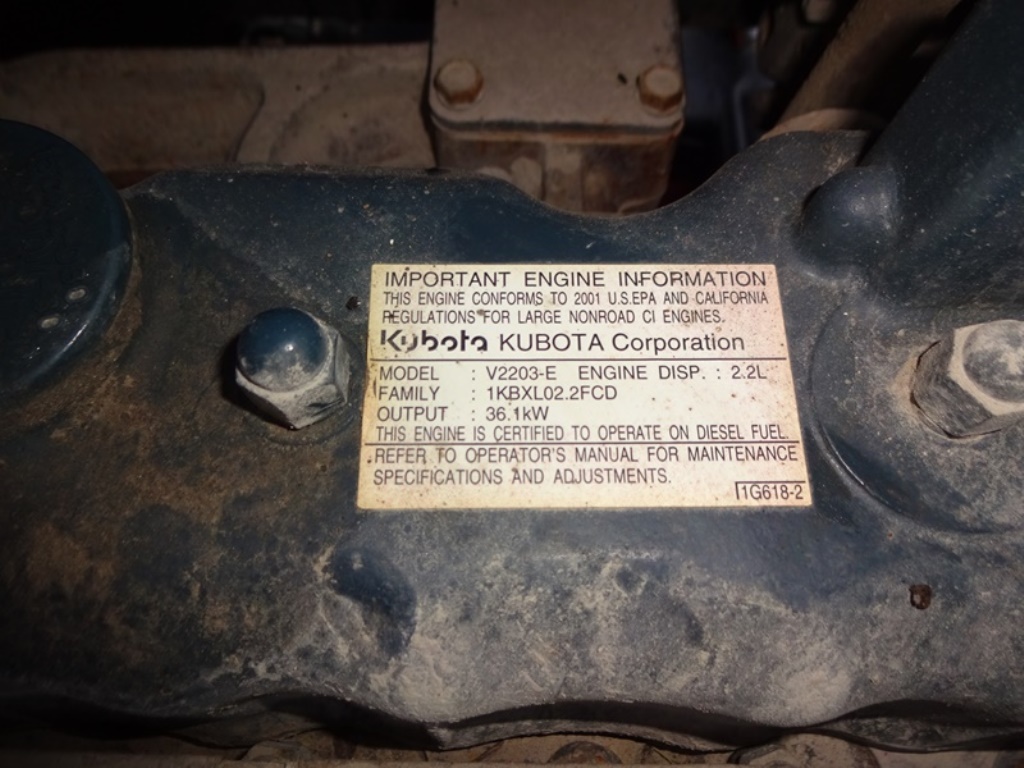 IMPORTANT ENGINE INFORMATION
THIS ENGINE CONFORMS TO 2001 U.S.EPA AND CALIFORNIA
REGULATIONS FOR LARGE NONROAD CI ENGINES.
Kubota KUBOTA Corporation
MODEL : V2203-E ENGINE DISP. : 2.2L
FAMILY : 1KBXL02.2FCD
OUTPUT : 36.1kW
THIS ENGINE IS CERTIFIED TO OPERATE ON DIESEL FUEL.
REFER TO OPERATOR'S MANUAL FOR MAINTENANCE
SPECIFICATIONS AND ADJUSTMENTS.
1G618-2